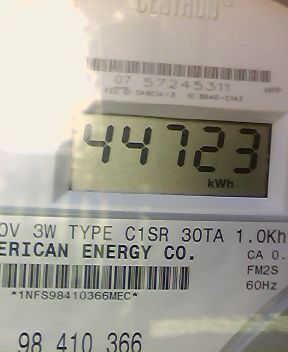 CENTRON®
07 57245311
HPP
44723
kWh
0V 3W TYPE C1SR 30TA 1.0Kh
ERICAN ENERGY CO.
CA 0.
FM2S
60Hz
*1NFS98410366MEC*
98 410 366